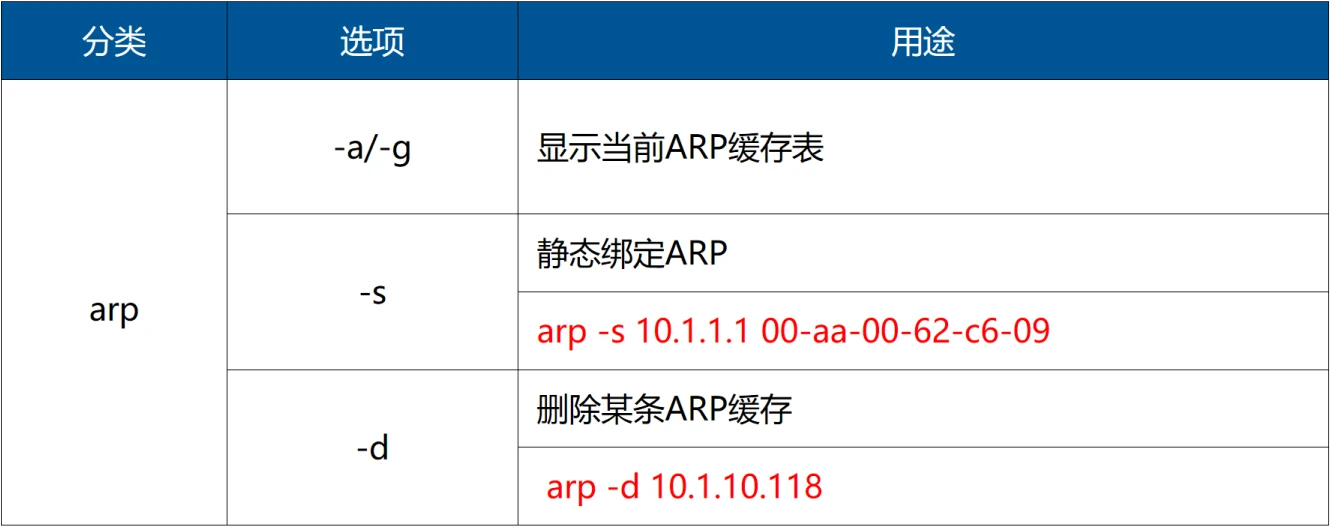 分类 选项 用途
arp
-a/-g 显示当前ARP缓存表
-s 静态绑定ARP
arp -s 10.1.1.1 00-aa-00-62-c6-09
-d 删除某条ARP缓存
arp -d 10.1.10.118